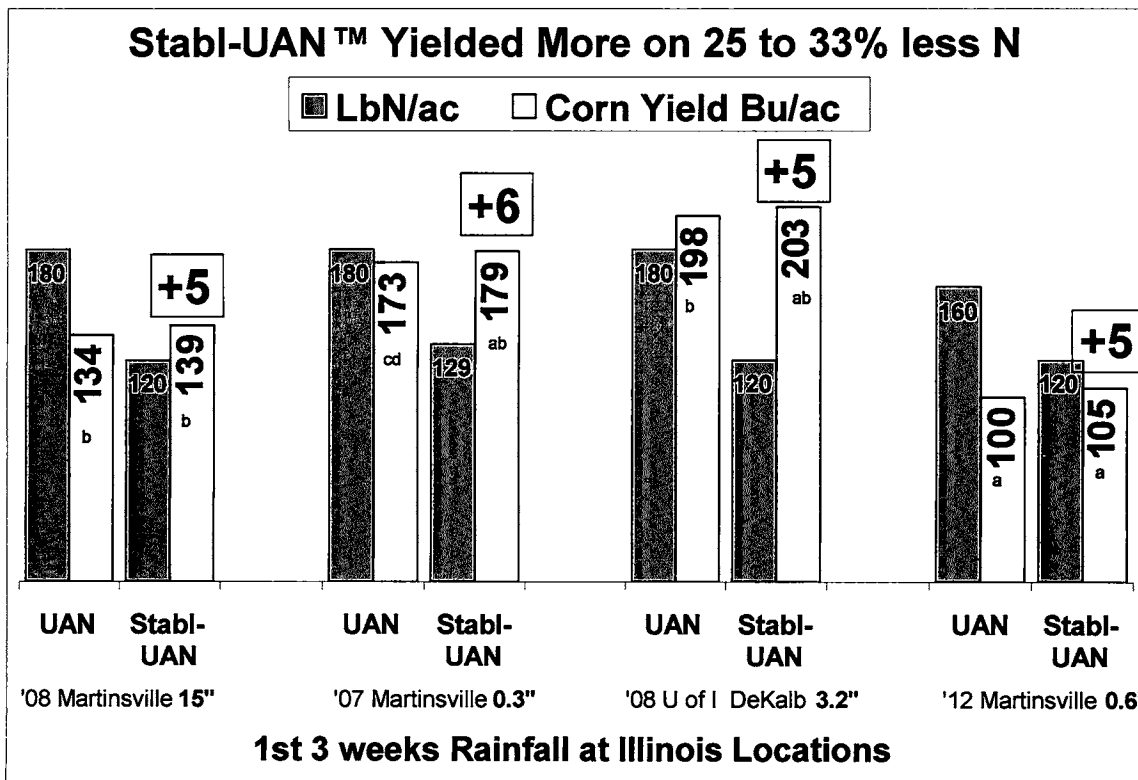 Stabl-UAN™ Yielded More on 25 to 33% less N
LbN/ac Corn Yield Bu/ac
180
134
b
120
139
b
+5
180
173
cd
129
179
ab
+6
180
198
b
120
203
ab
+5
160
100
a
120
105
a
+5
UAN Stabl-UAN UAN Stabl-UAN UAN Stabl-UAN UAN Stabl-UAN
'08 Martinsville 15" '07 Martinsville 0.3" '08 U of I DeKalb 3.2" '12 Martinsville 0.6
1st 3 weeks Rainfall at Illinois Locations